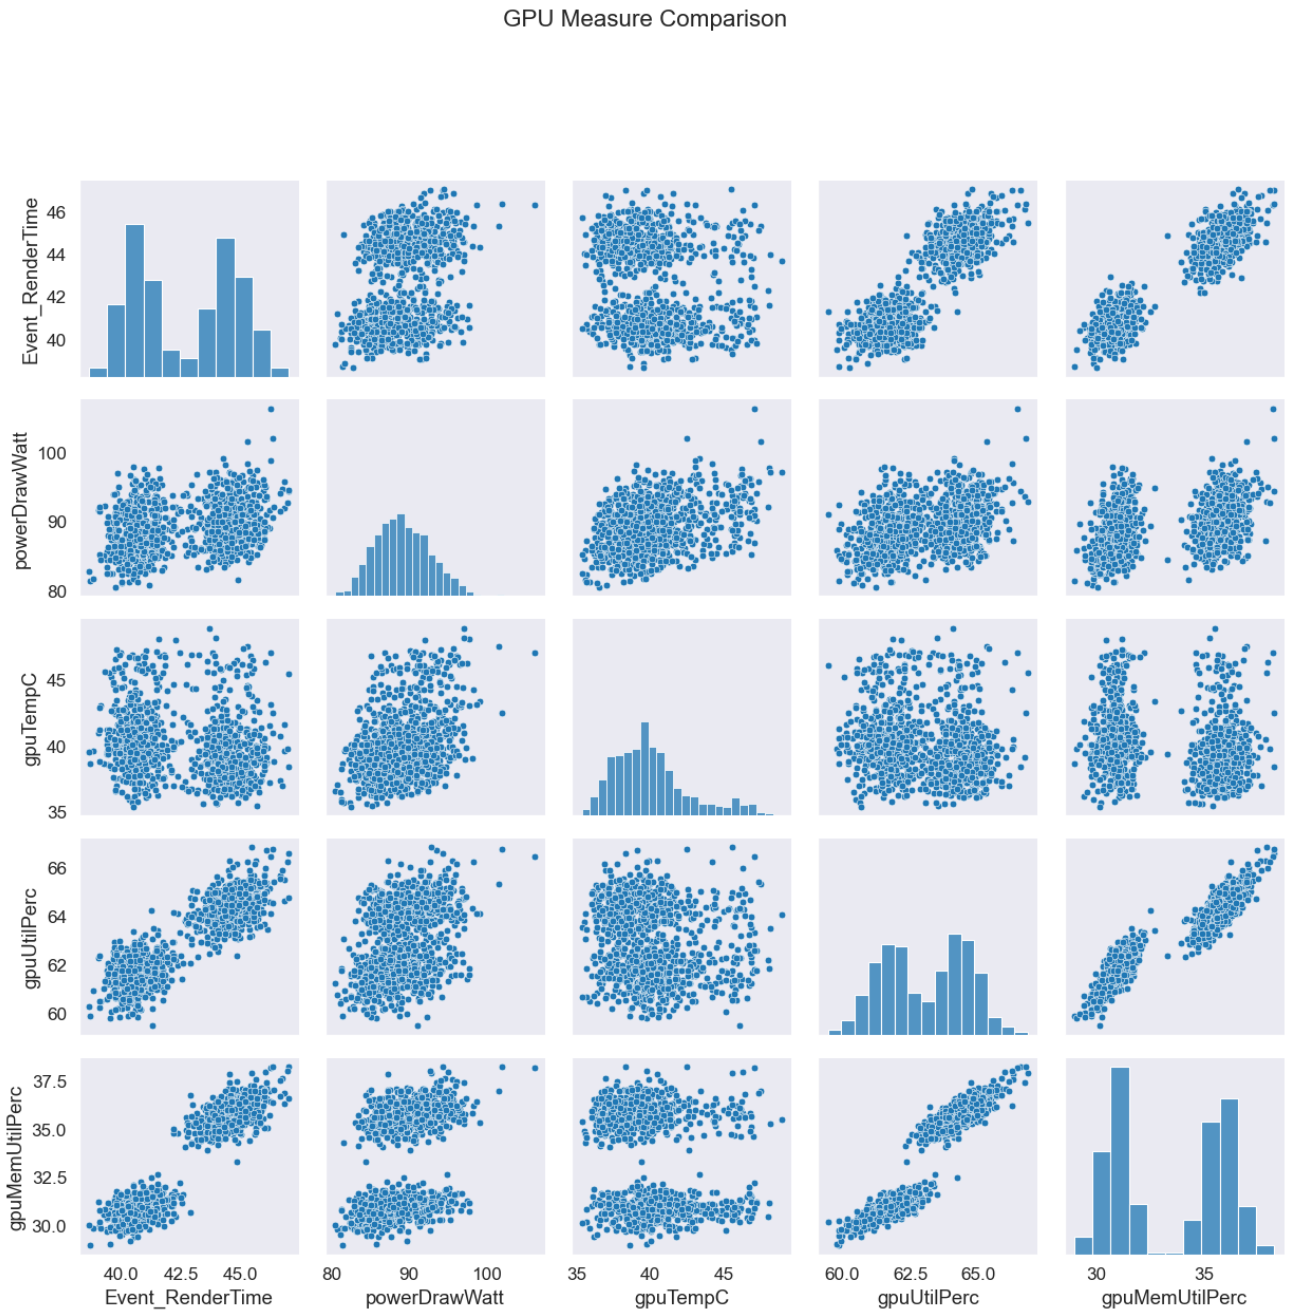 GPU Measure Comparison
Event_RenderTime
46
44
42
40
powerDrawWatt
100
90
80
gpuTempC
45
40
35
gpuUtilPerc
66
64
62
60
gpuMemUtilPerc
37.5
35.0
32.5
30.0
40.0 42.5 45.0
Event_RenderTime
80 90 100
powerDrawWatt
35 40 45
gpuTempC
60.0 62.5 65.0
gpuUtilPerc
30 35
gpuMemUtilPerc